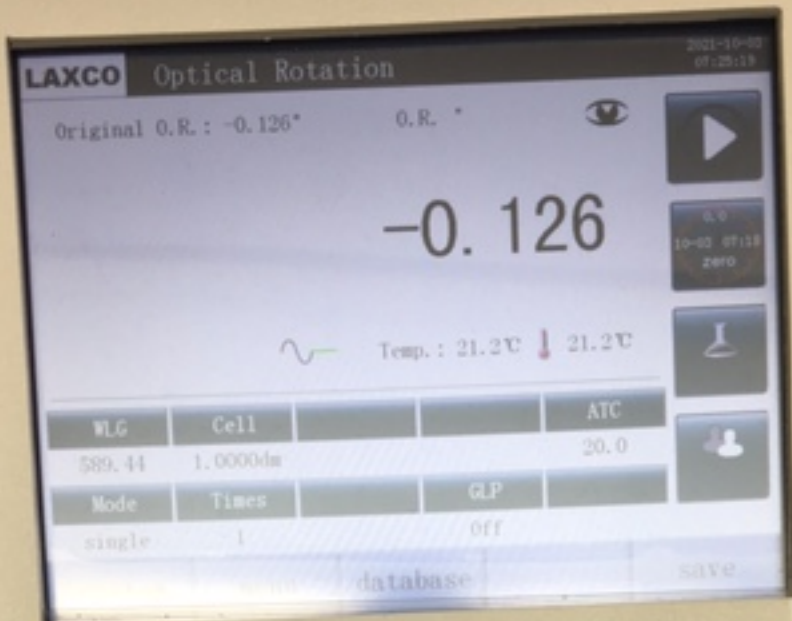 2021-10-03
07:25:19
LAXCO Optical Rotation
Original O.R.: -0.126° O.R. °
-0.126
0.0
10-03 07:18
zero
Temp.: 21.2℃ 21.2℃
WLG Cell ATC
589.44 1.0000dm 20.0
Mode Times GLP
single 1 Off
database save